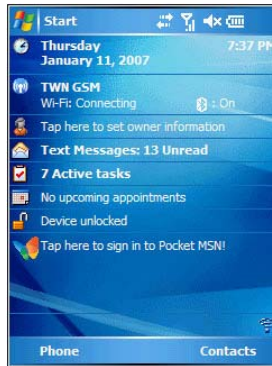 Start
Thursday 7:37 PM
January 11, 2007
TWN GSM
Wi-Fi: Connecting : On
Tap here to set owner information
Text Messages: 13 Unread
7 Active tasks
No upcoming appointments
Device unlocked
Tap here to sign in to Pocket MSN!
Phone Contacts